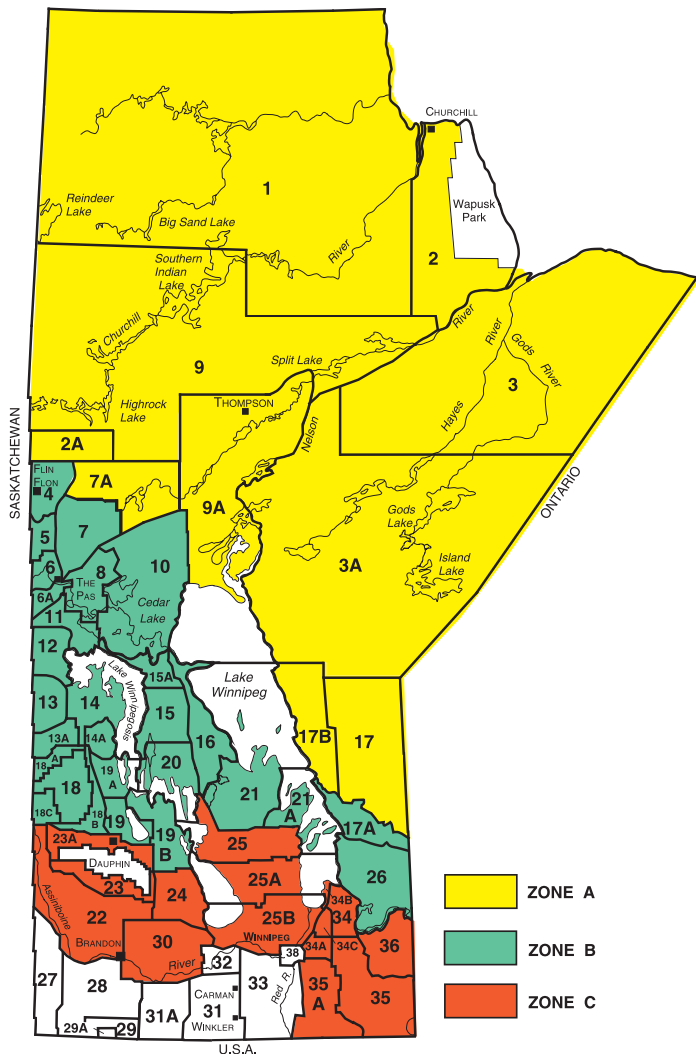 CHURCHILL
1
Reindeer
Lake
Big Sand Lake
River
Wapusk
Park
2
Southern
Indian
Lake
Churchill
9
Split Lake
River
River
Gods
River
3
Hayes
Highrock
Lake
THOMPSON
Nelson
SASKATCHEWAN
ONTARIO
2A
FLIN
FLON
4
7A
9A
Gods
Lake
Island
Lake
3A
5
7
6
8
THE
PAS
10
6A
Cedar
Lake
11
12
Lake Winnipegosis
Lake
Winnipeg
15A
13
14
15
16
17B
17
13A
14A
18
A
19
A
20
21
21
A
18
18C
18
B
19
19
B
17A
23A
25
26
DAUPHIN
23
24
25A
Assiniboine
22
25B
34B
34
BRANDON
30
WINNIPEG
34A
34C
36
River
38
32
27
28
33
Red R.
35
A
35
CARMAN
31A
31
WINKLER
29A
29
U.S.A.
ZONE A
ZONE B
ZONE C